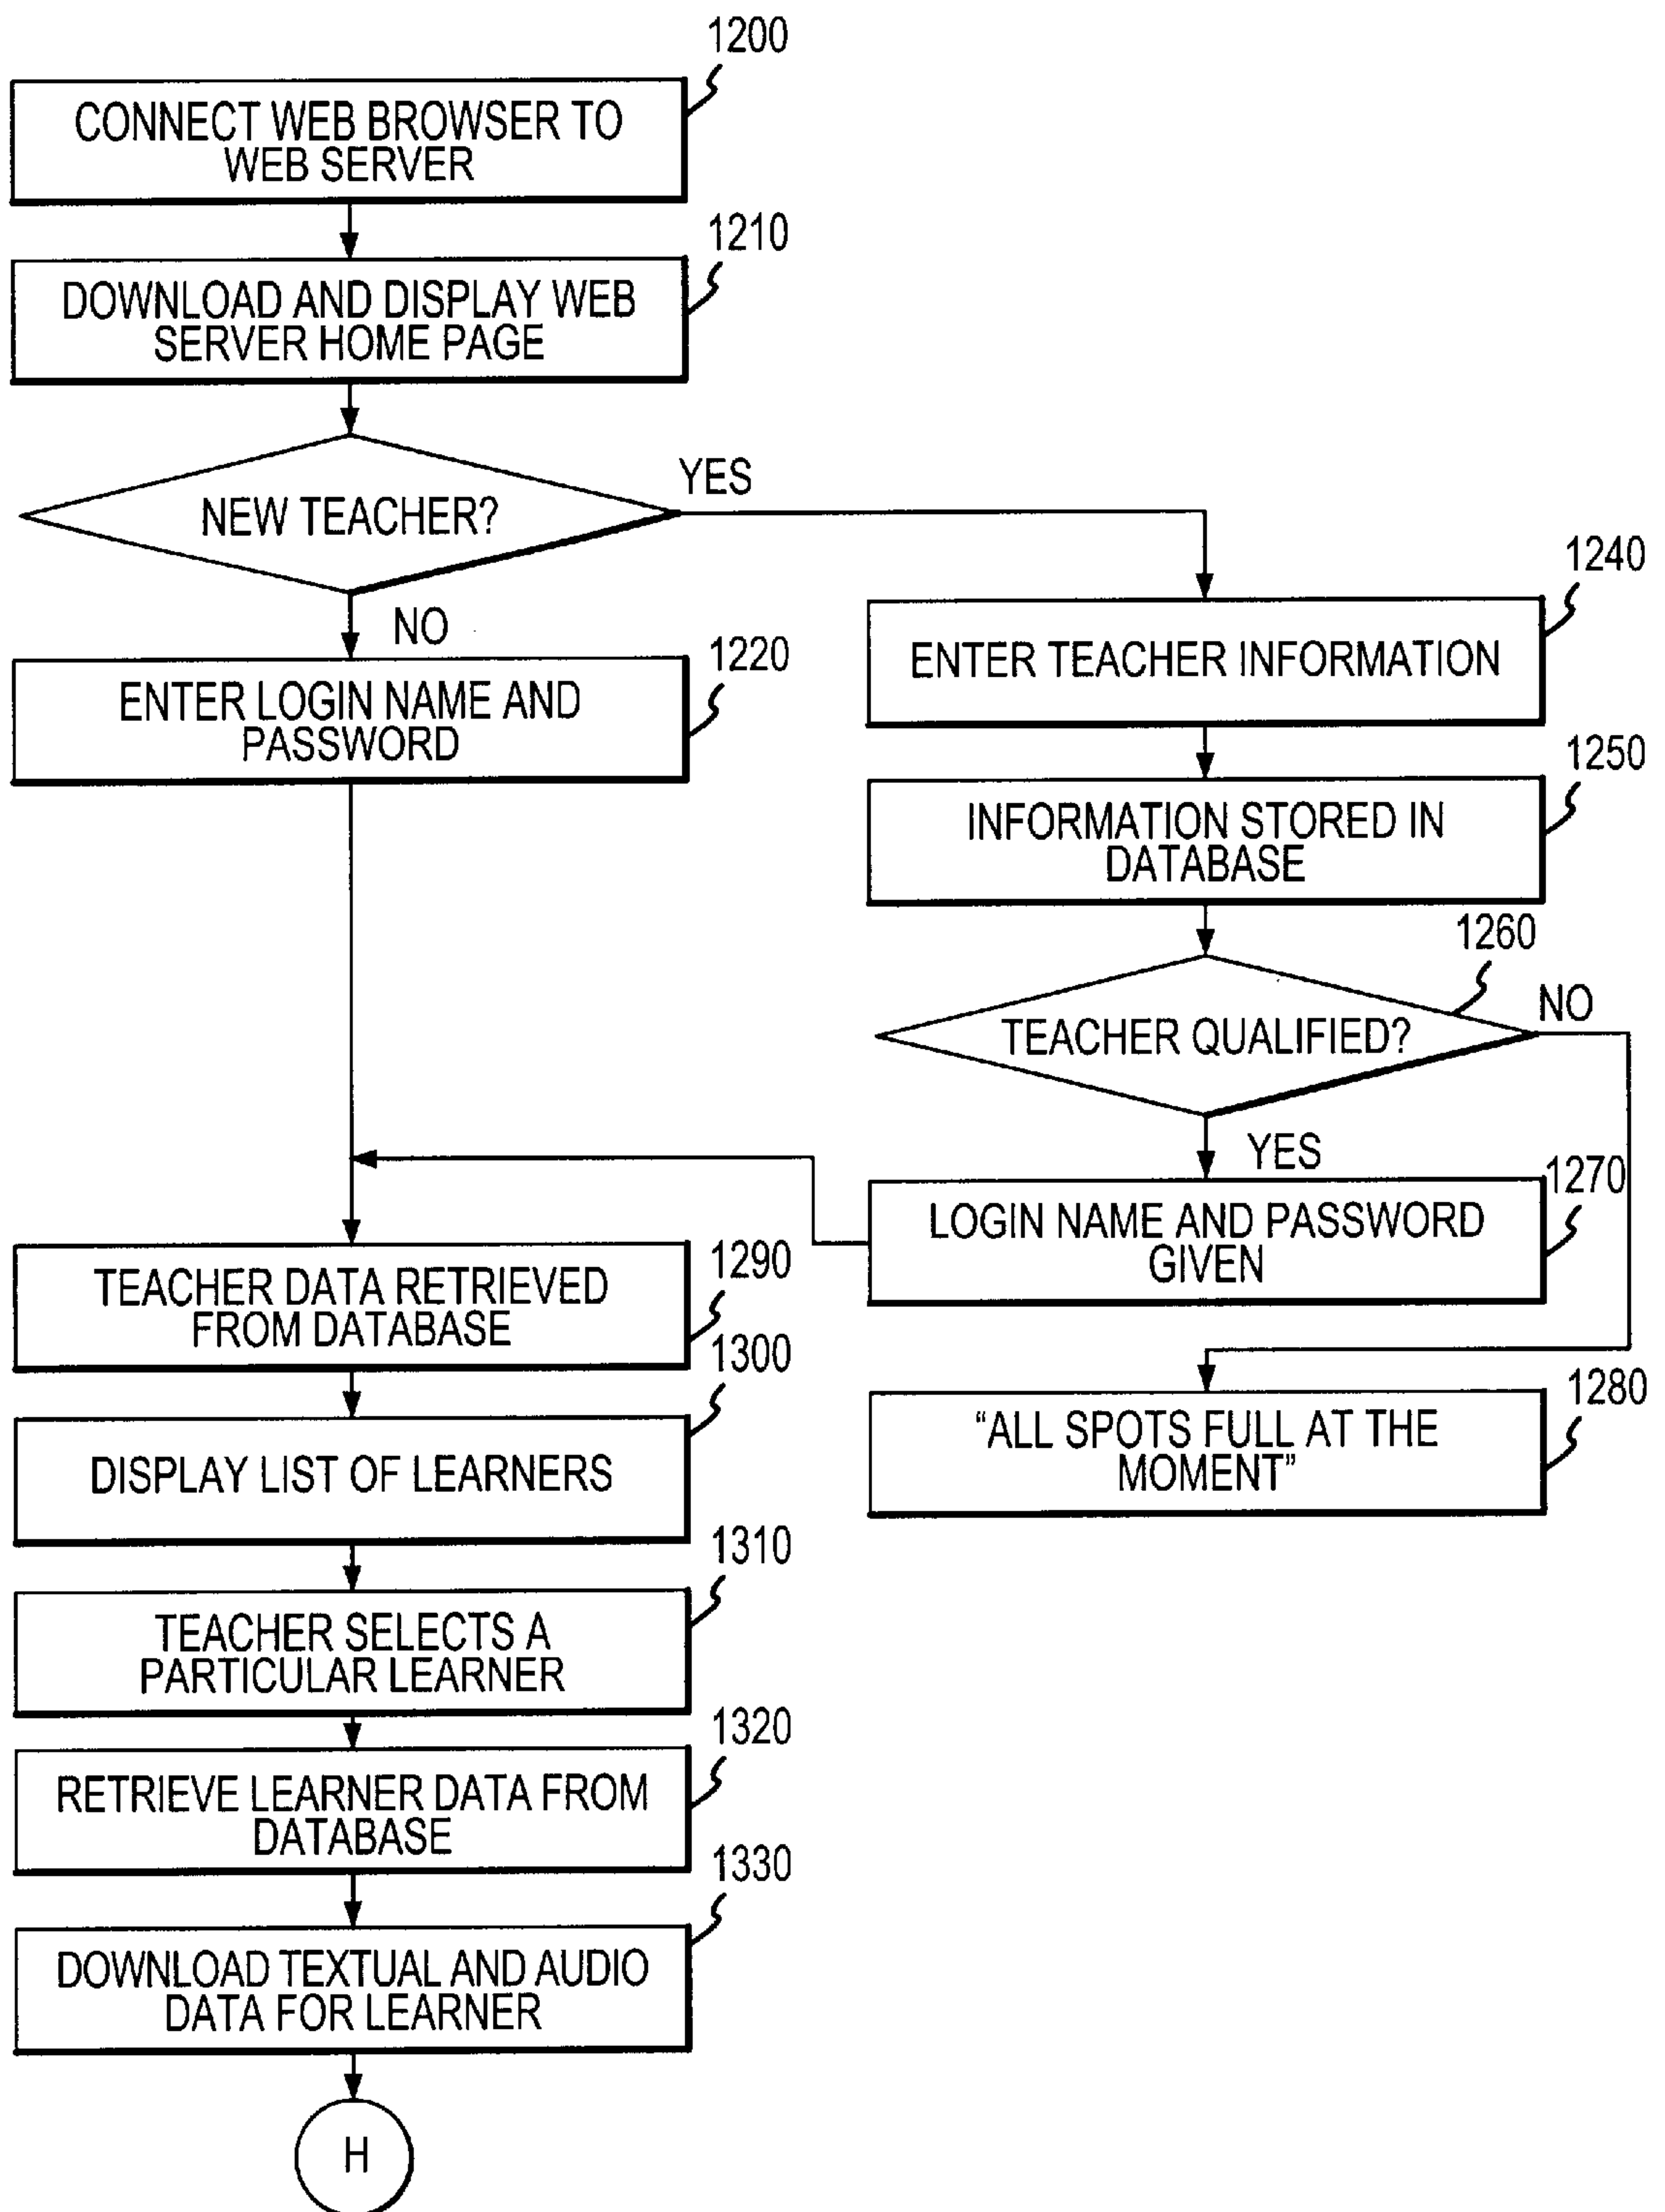 1200
CONNECT WEB BROWSER TO
WEB SERVER
1210
DOWNLOAD AND DISPLAY WEB
SERVER HOME PAGE
NEW TEACHER?
YES
NO
1220
ENTER LOGIN NAME AND
PASSWORD
1240
ENTER TEACHER INFORMATION
1250
INFORMATION STORED IN
DATABASE
1260
TEACHER QUALIFIED?
NO
YES
1270
LOGIN NAME AND PASSWORD
GIVEN
1280
“ALL SPOTS FULL AT THE
MOMENT”
1290
TEACHER DATA RETRIEVED
FROM DATABASE
1300
DISPLAY LIST OF LEARNERS
1310
TEACHER SELECTS A
PARTICULAR LEARNER
1320
RETRIEVE LEARNER DATA FROM
DATABASE
1330
DOWNLOAD TEXTUAL AND AUDIO
DATA FOR LEARNER
H